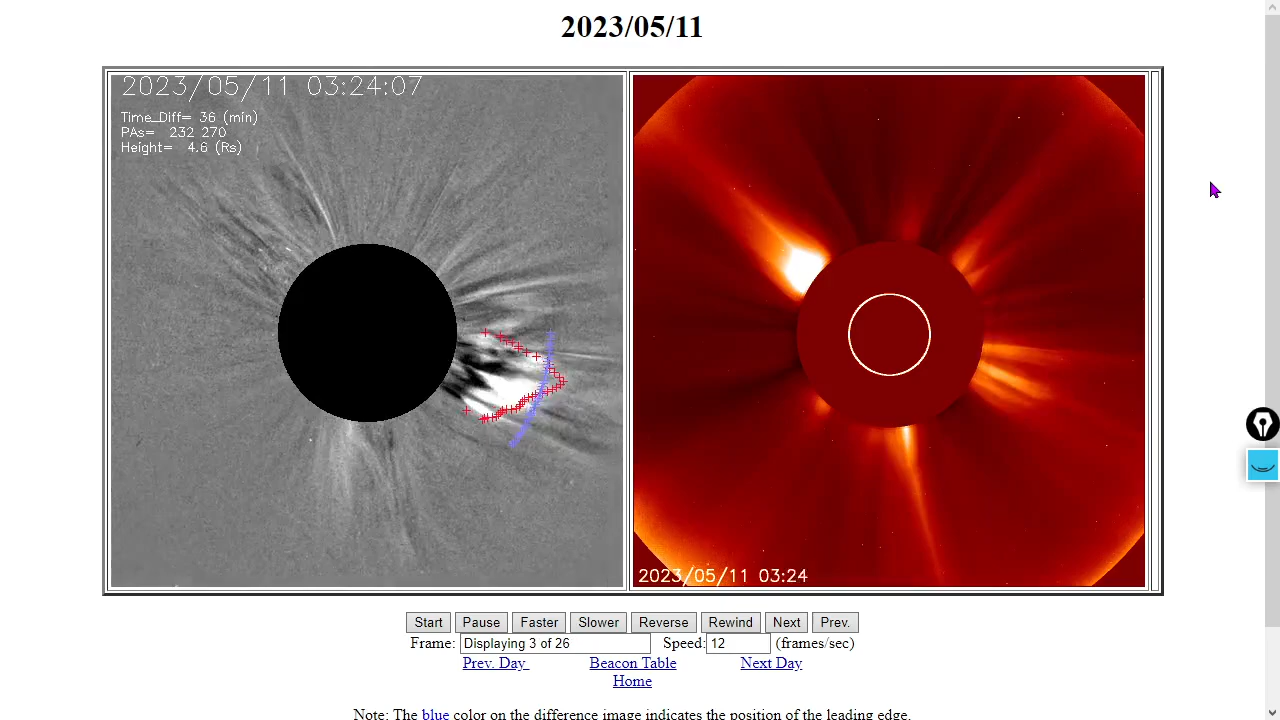 2023/05/11
2023/05/11 03:24:07
Time_Diff= 36 (min)
PAs= 232 270
Height= 4.6 (Rs)
2023/05/11 03:24
Start Pause Faster Slower Reverse Rewind Next Prev.
Frame: Displaying 3 of 26 Speed: 12 (frames/sec)
Prev. Day Beacon Table Next Day
Home
Note: The blue color on the difference image indicates the position of the leading edge.